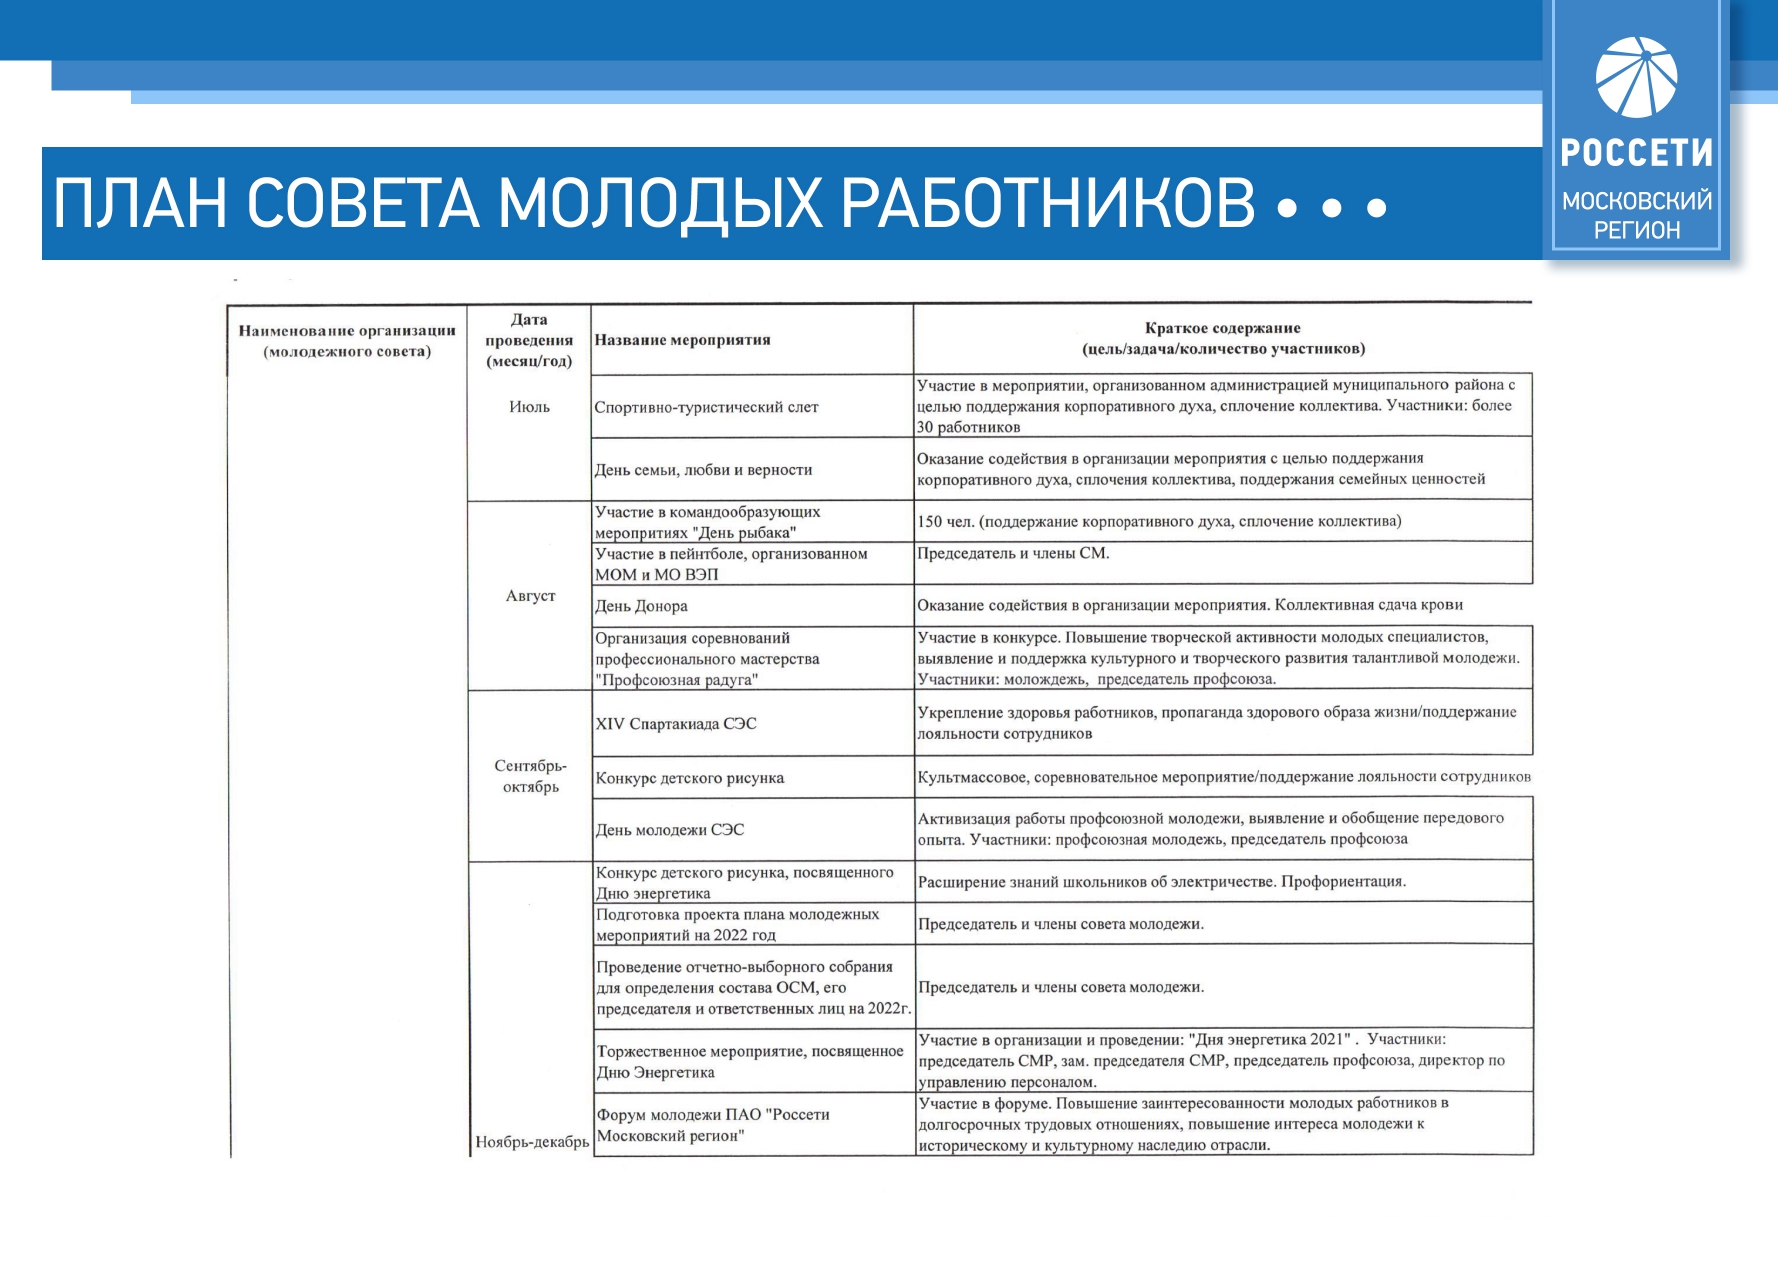 РОССЕТИ
МОСКОВСКИЙ
РЕГИОН
ПЛАН СОВЕТА МОЛОДЫХ РАБОТНИКОВ • • •
Наименование организации
(молодежного совета)
Дата
проведения
(месяц/год)
Название мероприятия
Краткое содержание
(цель/задача/количество участников)
Июль
Спортивно-туристический слет
Участие в мероприятии, организованном администрацией муниципального района с
целью поддержания корпоративного духа, сплочение коллектива. Участники: более
30 работников
День семьи, любви и верности
Оказание содействия в организации мероприятия с целью поддержания
корпоративного духа, сплочения коллектива, поддержания семейных ценностей
Август
Участие в командообразующих
меропритиях "День рыбака"
150 чел. (поддержание корпоративного духа, сплочение коллектива)
Участие в пейнтболе, организованном
МОМ и МО ВЭП
Председатель и члены СМ.
День Донора
Оказание содействия в организации мероприятия. Коллективная сдача крови
Организация соревнований
профессионального мастерства
"Профсоюзная радуга"
Участие в конкурсе. Повышение творческой активности молодых специалистов,
выявление и поддержка культурного и творческого развития талантливой молодежи.
Участники: молождежь, председатель профсоюза.
Сентябрь-
октябрь
XIV Спартакиада СЭС
Укрепление здоровья работников, пропаганда здорового образа жизни/поддержание
лояльности сотрудников
Конкурс детского рисунка
Культмассовое, соревновательное мероприятие/поддержание лояльности сотрудников
День молодежи СЭС
Активизация работы профсоюзной молодежи, выявление и обобщение передового
опыта. Участники: профсоюзная молодежь, председатель профсоюза
Ноябрь-декабрь
Конкурс детского рисунка, посвященного
Дню энергетика
Расширение знаний школьников об электричестве. Профориентация.
Подготовка проекта плана молодежных
мероприятий на 2022 год
Председатель и члены совета молодежи.
Проведение отчетно-выборного собрания
для определения состава ОСМ, его
председателя и ответственных лиц на 2022г.
Председатель и члены совета молодежи.
Торжественное мероприятие, посвященное
Дню Энергетика
Участие в организации и проведении: "Дня энергетика 2021" . Участники:
председатель СМР, зам. председателя СМР, председатель профсоюза, директор по
управлению персоналом.
Форум молодежи ПАО "Россети
Московский регион"
Участие в форуме. Повышение заинтересованности молодых работников в
долгосрочных трудовых отношениях, повышение интереса молодежи к
историческому и культурному наследию отрасли.